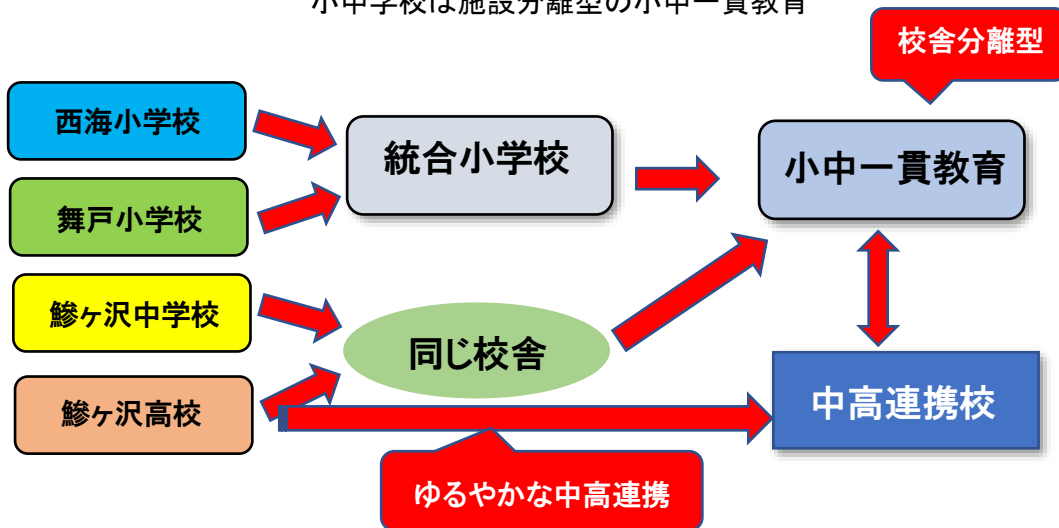 小中学校は施設分離型の小中一貫教育
校舎分離型
西海小学校
統合小学校
小中一貫教育
舞戸小学校
鰺ヶ沢中学校
同じ校舎
鰺ヶ沢高校
中高連携校
ゆるやかな中高連携